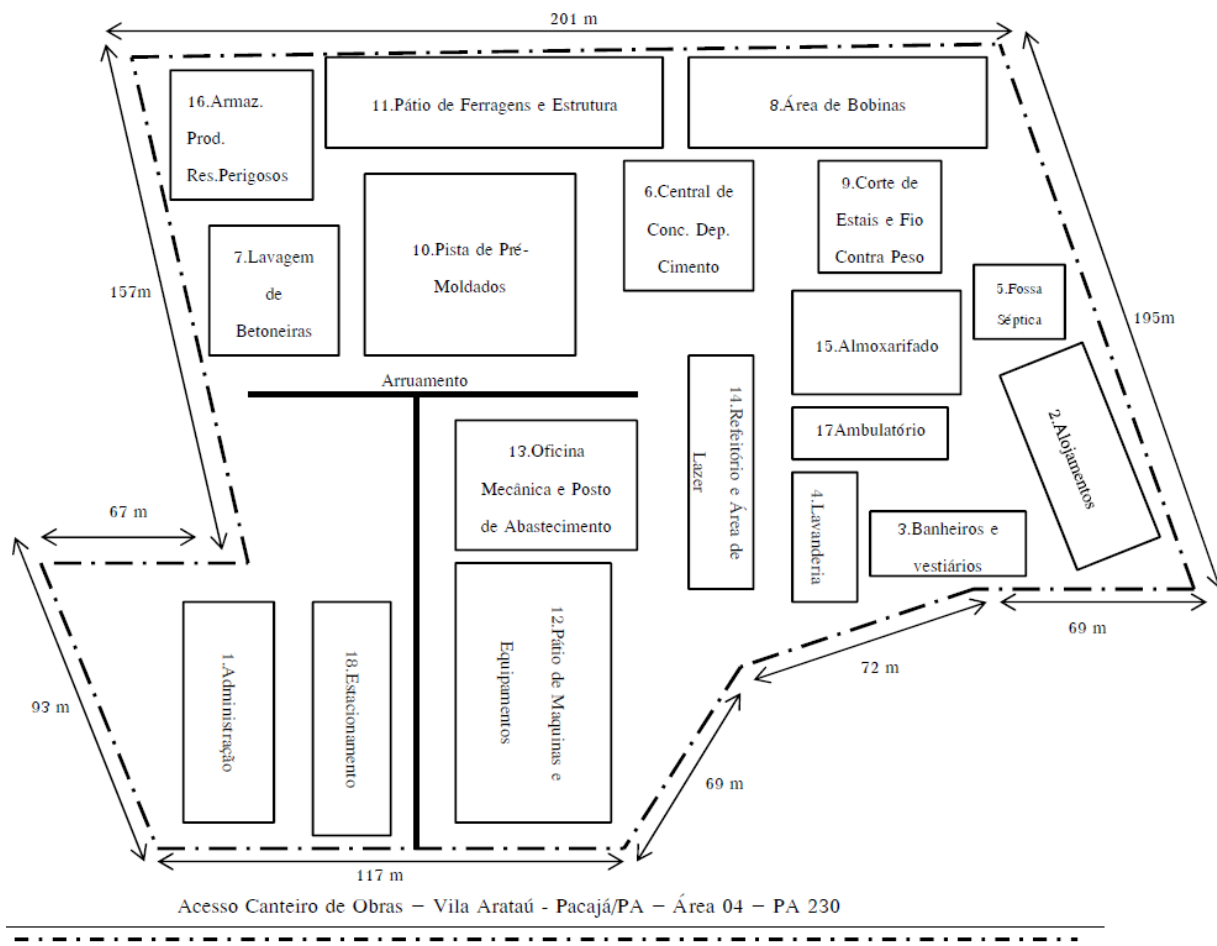 201 m
16.Armaz.
Prod.
Res.Perigosos
11.Pátio de Ferragens e Estrutura
8.Área de Bobinas
6.Central de
Conc. Dep.
Cimento
9.Corte de
Estais e Fio
Contra Peso
7.Lavagem
de
Betoneiras
10.Pista de Pré-
Moldados
5.Fossa
Séptica
157m
195m
15.Almoxarifado
Arruamento
14.Refeitório e Área de
Lazer
2.Alojamentos
17Ambulatório
13.Oficina
Mecânica e Posto
de Abastecimento
4.Lavanderia
3.Banheiros e
vestiários
67 m
69 m
72 m
93 m
1.Administração
18.Estacionamento
12.Pátio de Maquinas e
Equipamentos
69 m
117 m
Acesso Canteiro de Obras – Vila Arataú - Pacajá/PA – Área 04 – PA 230